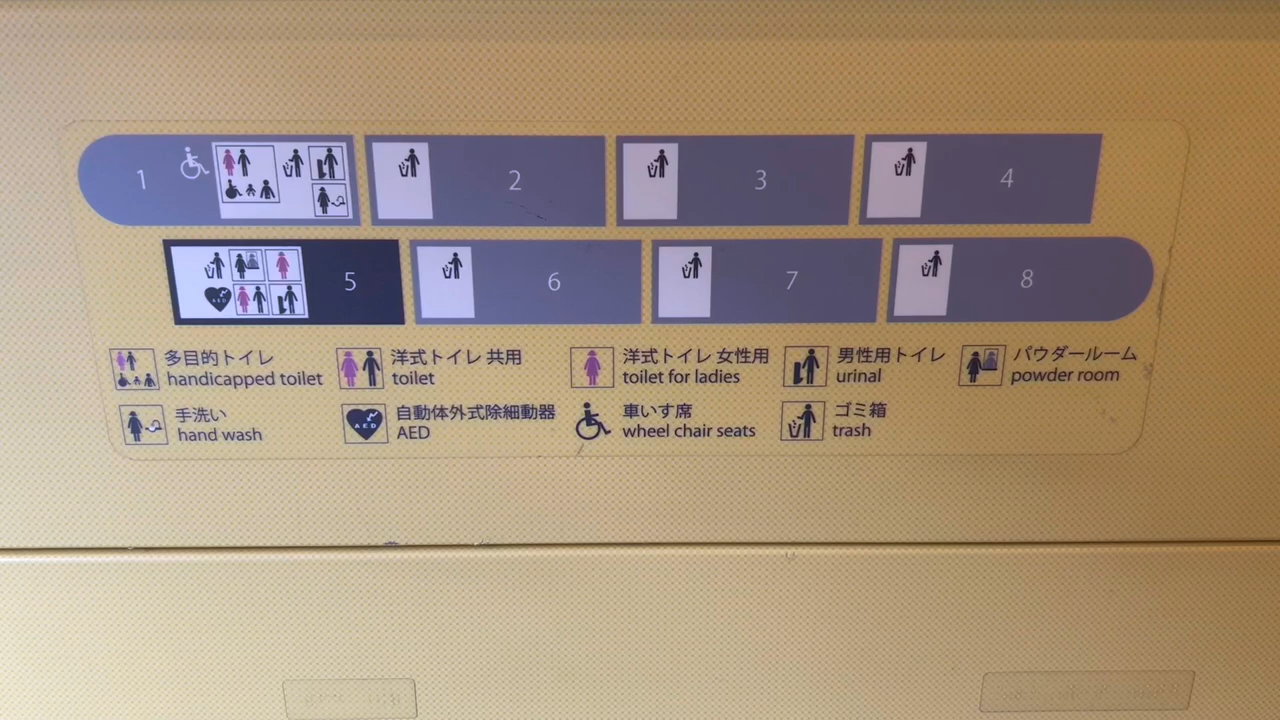 1
2
3
4
AED
5
6
7
8
多目的トイレ
handicapped toilet
洋式トイレ 共用
toilet
洋式トイレ 女性用
toilet for ladies
男性用トイレ
urinal
パウダールーム
powder room
手洗い
hand wash
AED
自動体外式除細動器
AED
車いす席
wheel chair seats
ゴミ箱
trash